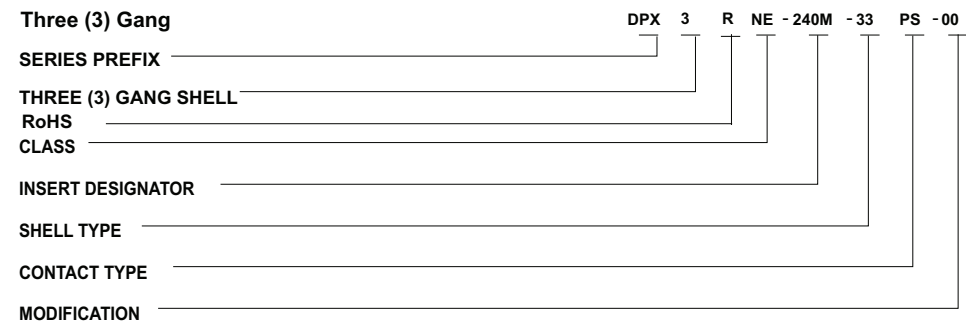 Three (3) Gang DPX 3 R NE - 240M - 33 PS - 00
SERIES PREFIX
THREE (3) GANG SHELL
RoHS
CLASS
INSERT DESIGNATOR
SHELL TYPE
CONTACT TYPE
MODIFICATION